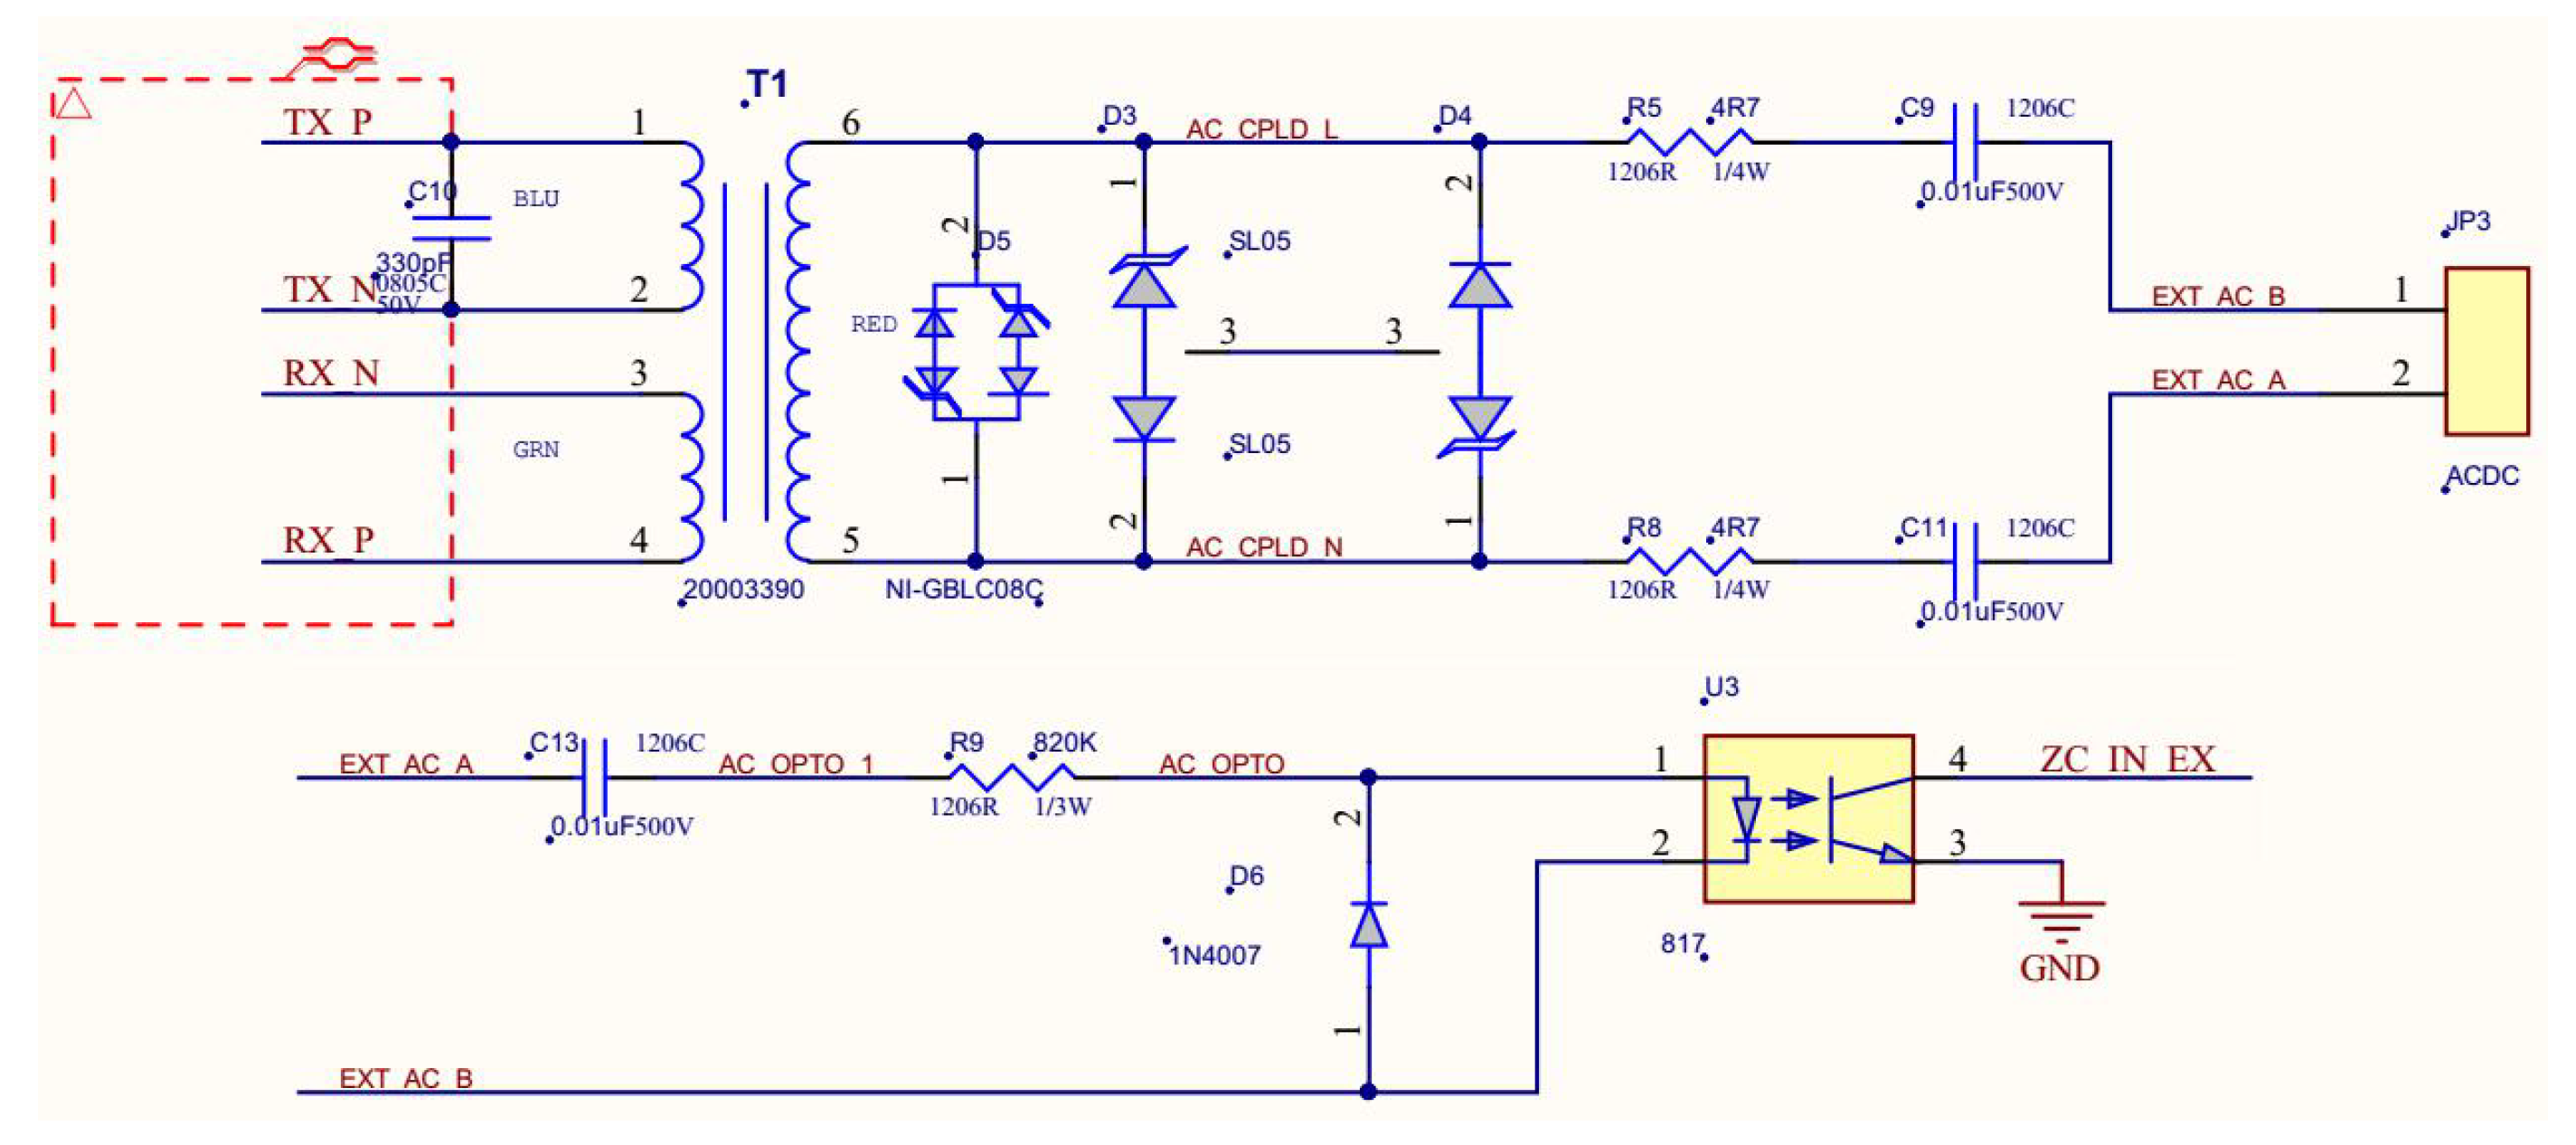 T1
TX_P
1
6
D3
AC_CPLD_L
D4
R5
4R7
C9
1206C
1206R
1/4W
C10
BLU
1
2
0.01uF500V
2
D5
SL05
JP3
330pF
0805C
50V
TX_N
2
RED
3
3
EXT_AC_B
1
RX_N
3
EXT_AC_A
2
GRN
SL05
1
2
1
ACDC
RX_P
4
5
AC_CPLD_N
R8
4R7
C11
1206C
20003390
NI-GBLC08C
1206R
1/4W
0.01uF500V
U3
EXT_AC_A
C13
1206C
AC_OPTO_1
R9
820K
AC_OPTO
1
4
ZC_IN_EX
1206R
1/3W
0.01uF500V
2
2
3
D6
1N4007
817
GND
1
EXT_AC_B